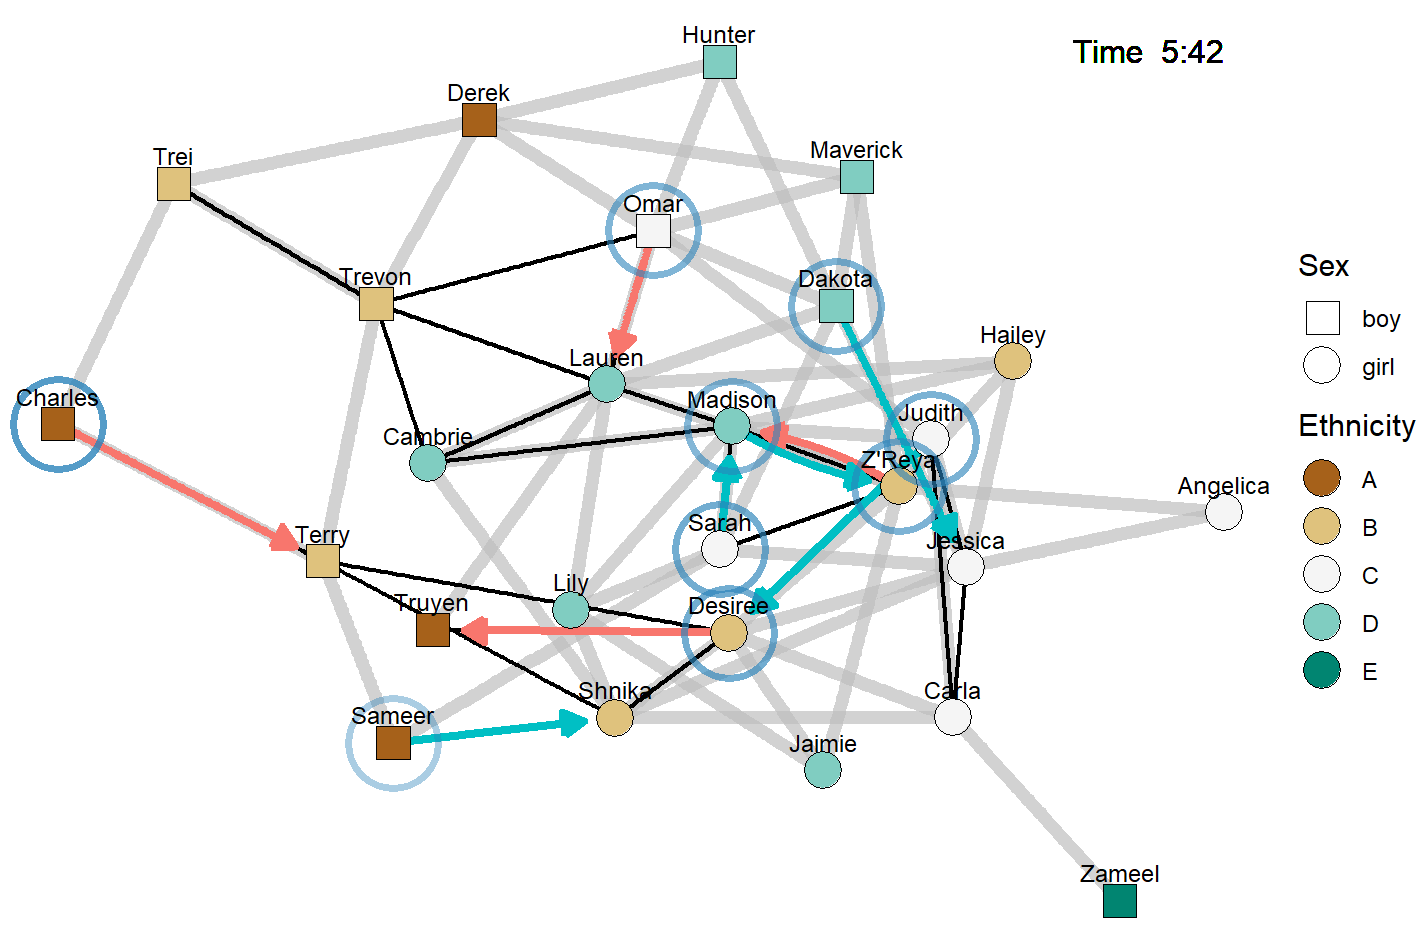 Hunter
Time  5:42
Derek
Maverick
Trei
Omar
Trevon
Dakota
Hailey
Lauren
Charles
Madison
Judith
Cambrie
Z'Reya
Angelica
Sarah
Terry
Jessica
Lily
Truyen
Desiree
Shnika
Carla
Sameer
Jaimie
Zameel
Sex
boy
girl
Ethnicity
A
B
C
D
E